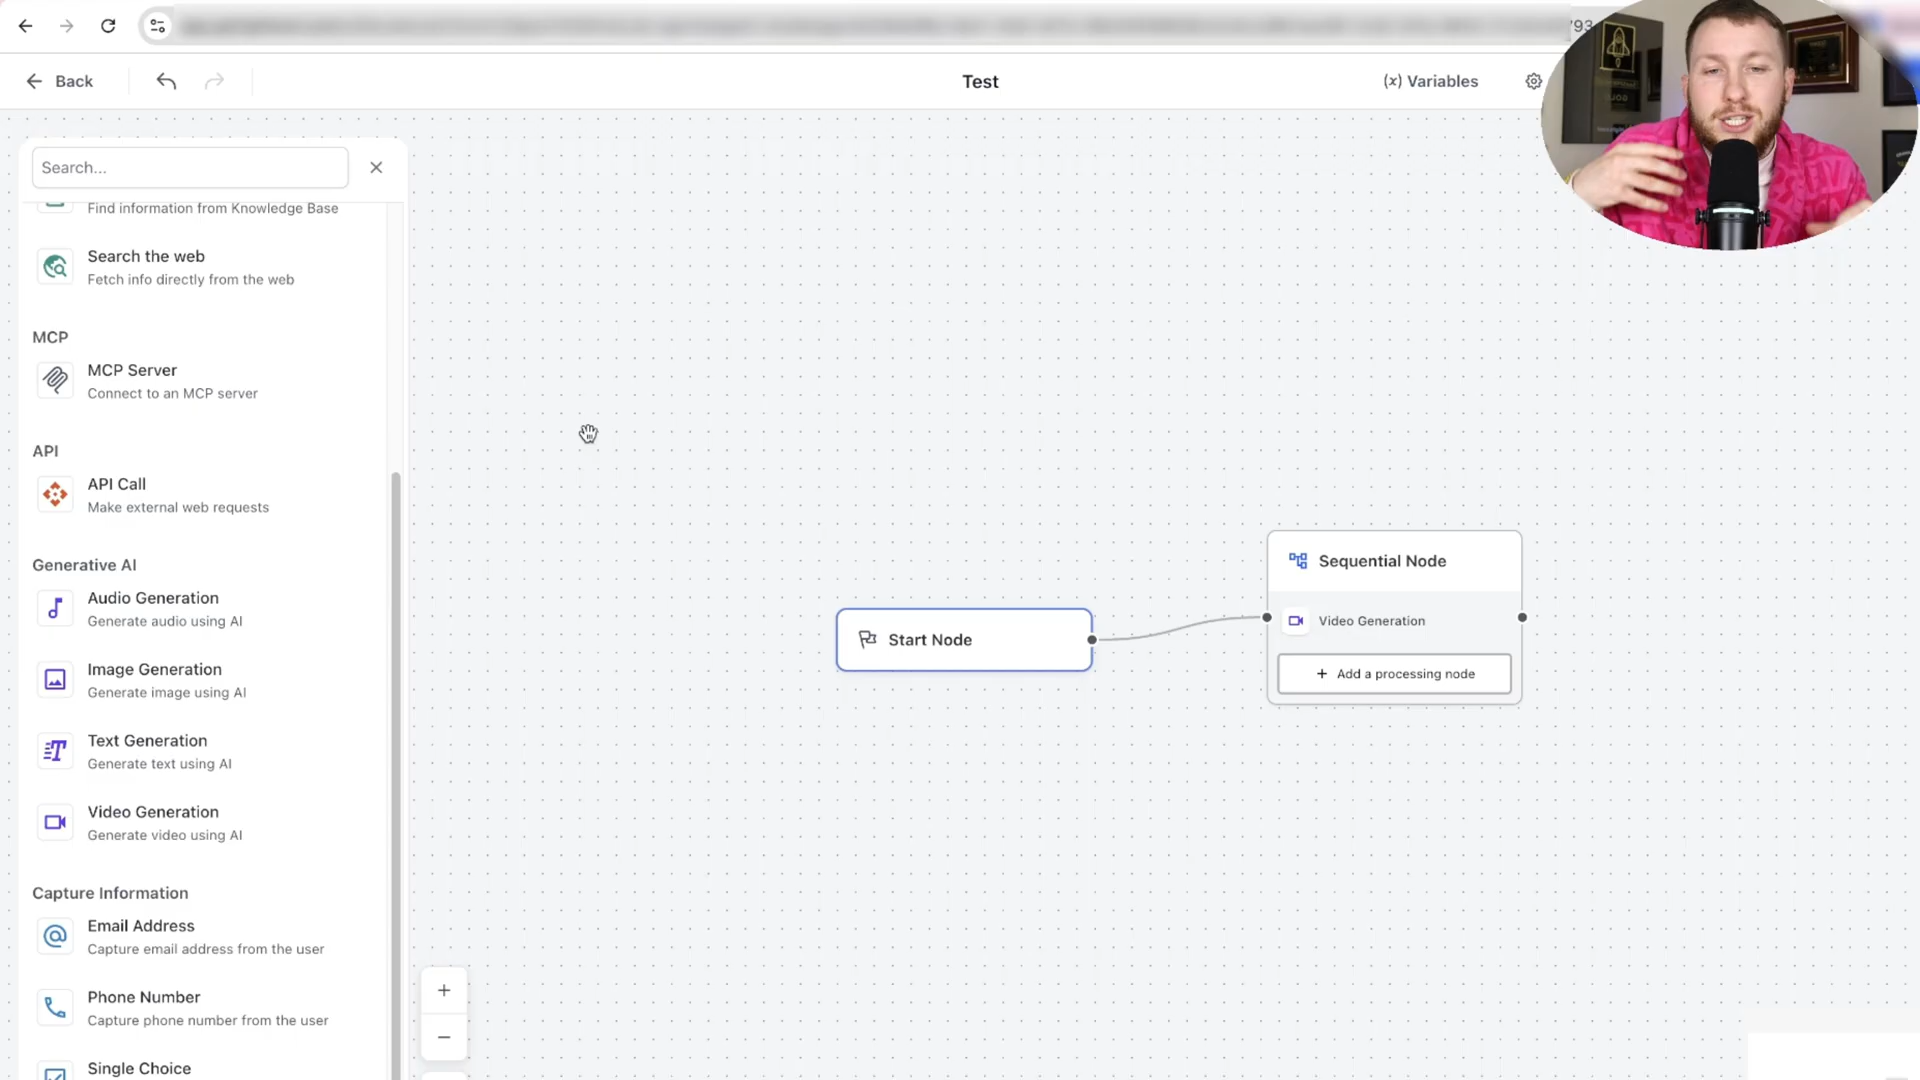 93
Back
Test
(x) Variables
Search...
Find information from Knowledge Base
Search the web
Fetch info directly from the web
MCP
MCP Server
Connect to an MCP server
API
API Call
Make external web requests
Generative AI
Audio Generation
Generate audio using AI
Image Generation
Generate image using AI
Text Generation
Generate text using AI
Video Generation
Generate video using AI
Capture Information
Email Address
Capture email address from the user
Phone Number
Capture phone number from the user
Single Choice
Start Node
Sequential Node
Video Generation
+ Add a processing node